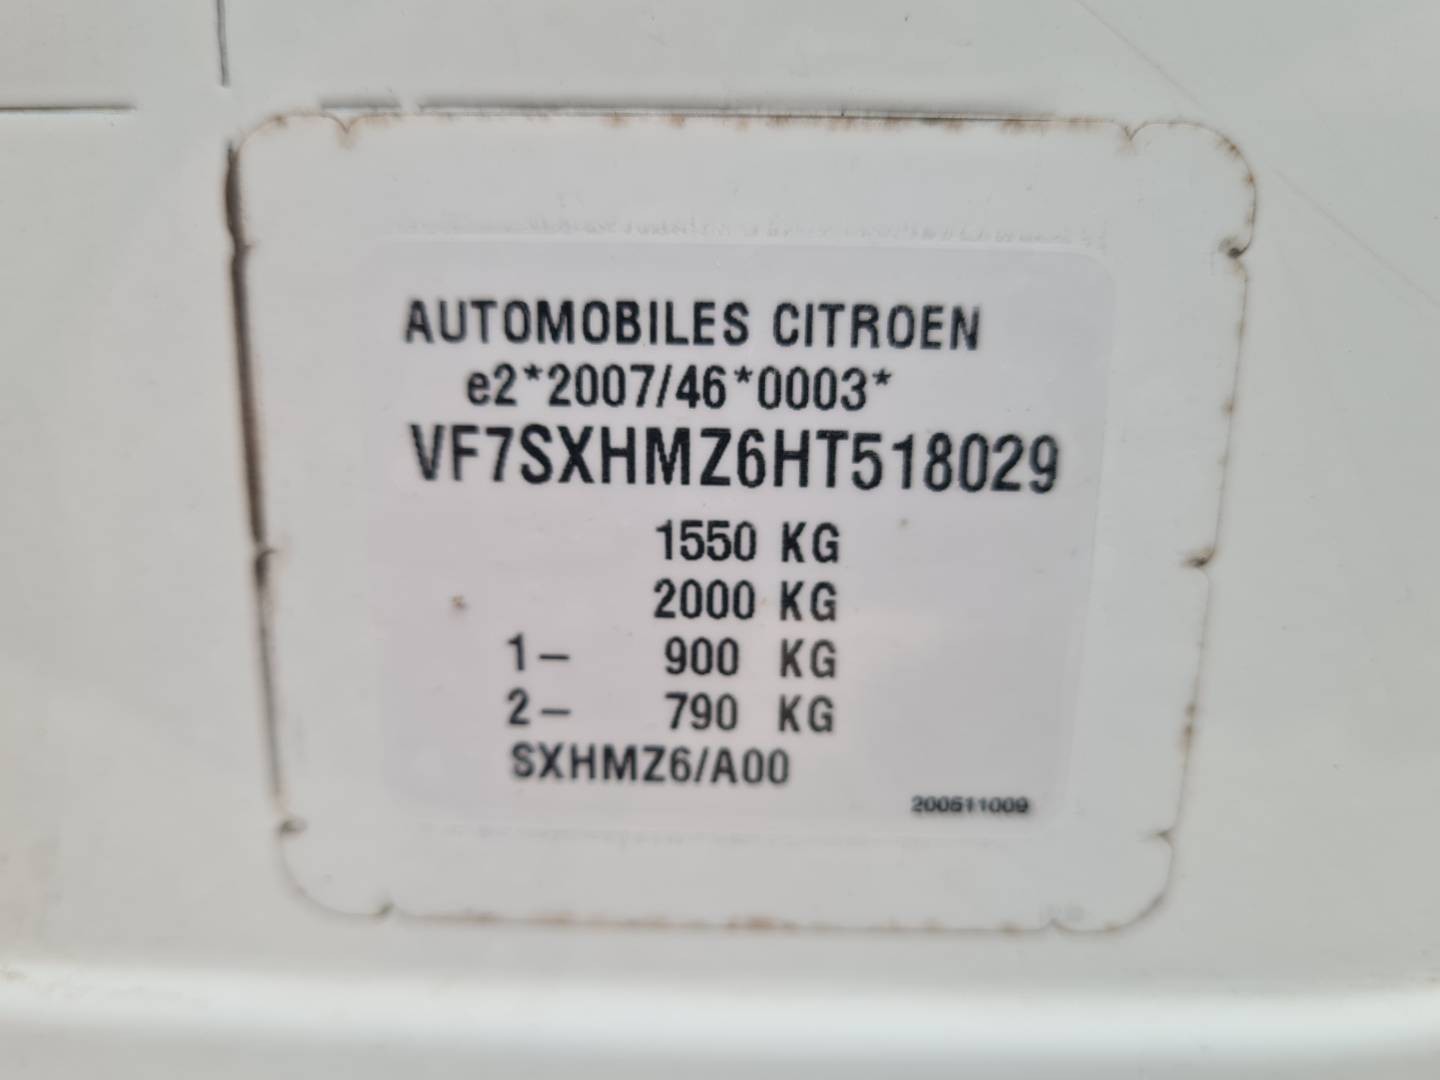 AUTOMOBILES CITROEN
e2*2007/46*0003*
VF7SXHMZ6HT518029
1550 KG
2000 KG
1- 900 KG
2- 790 KG
SXHMZ6/A00
200511009